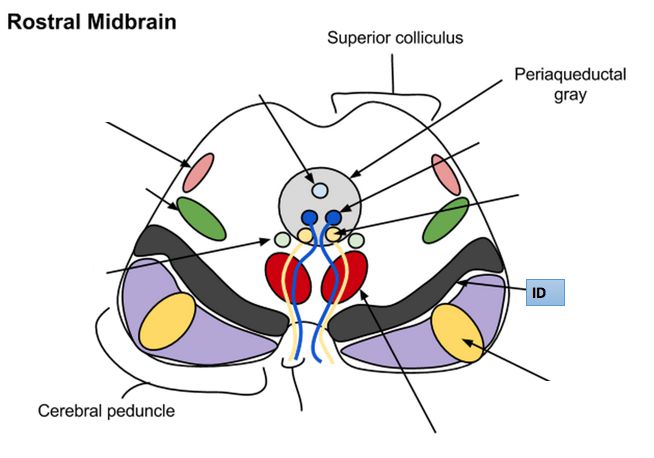 Rostral Midbrain
Superior colliculus
Periaqueductal
gray
ID
Cerebral peduncle